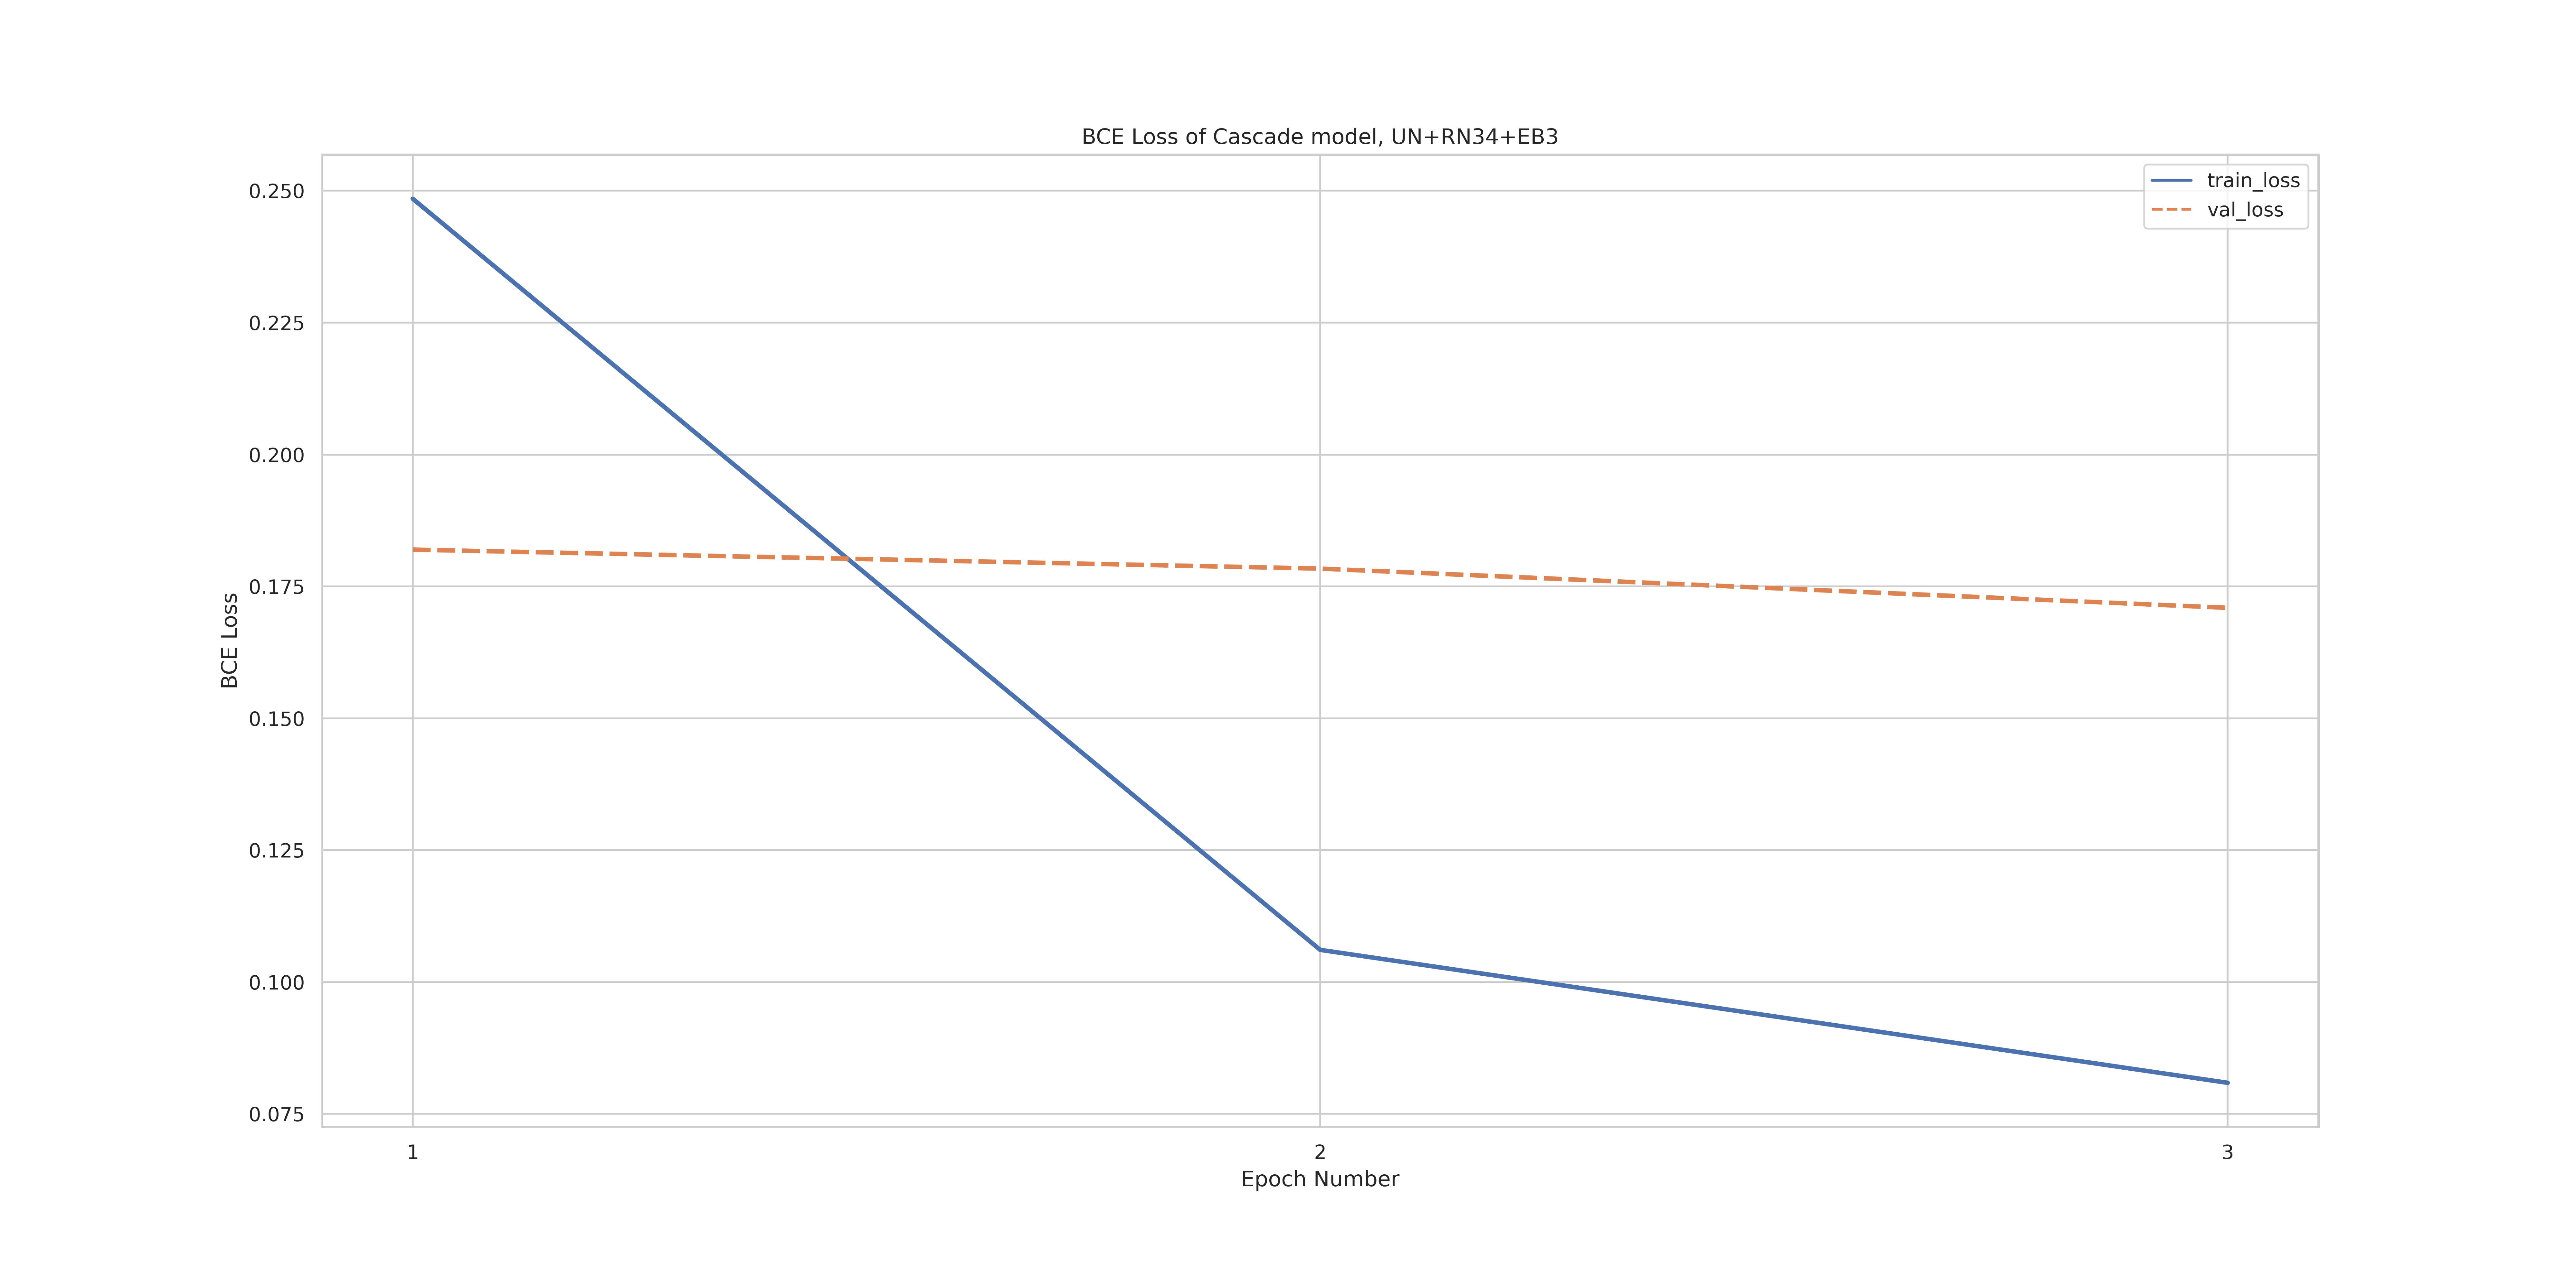 BCE Loss of Cascade model, UN+RN34+EB3
train_loss
val_loss
0.250
0.225
0.200
0.175
0.150
0.125
0.100
0.075
BCE Loss
1
2
3
Epoch Number